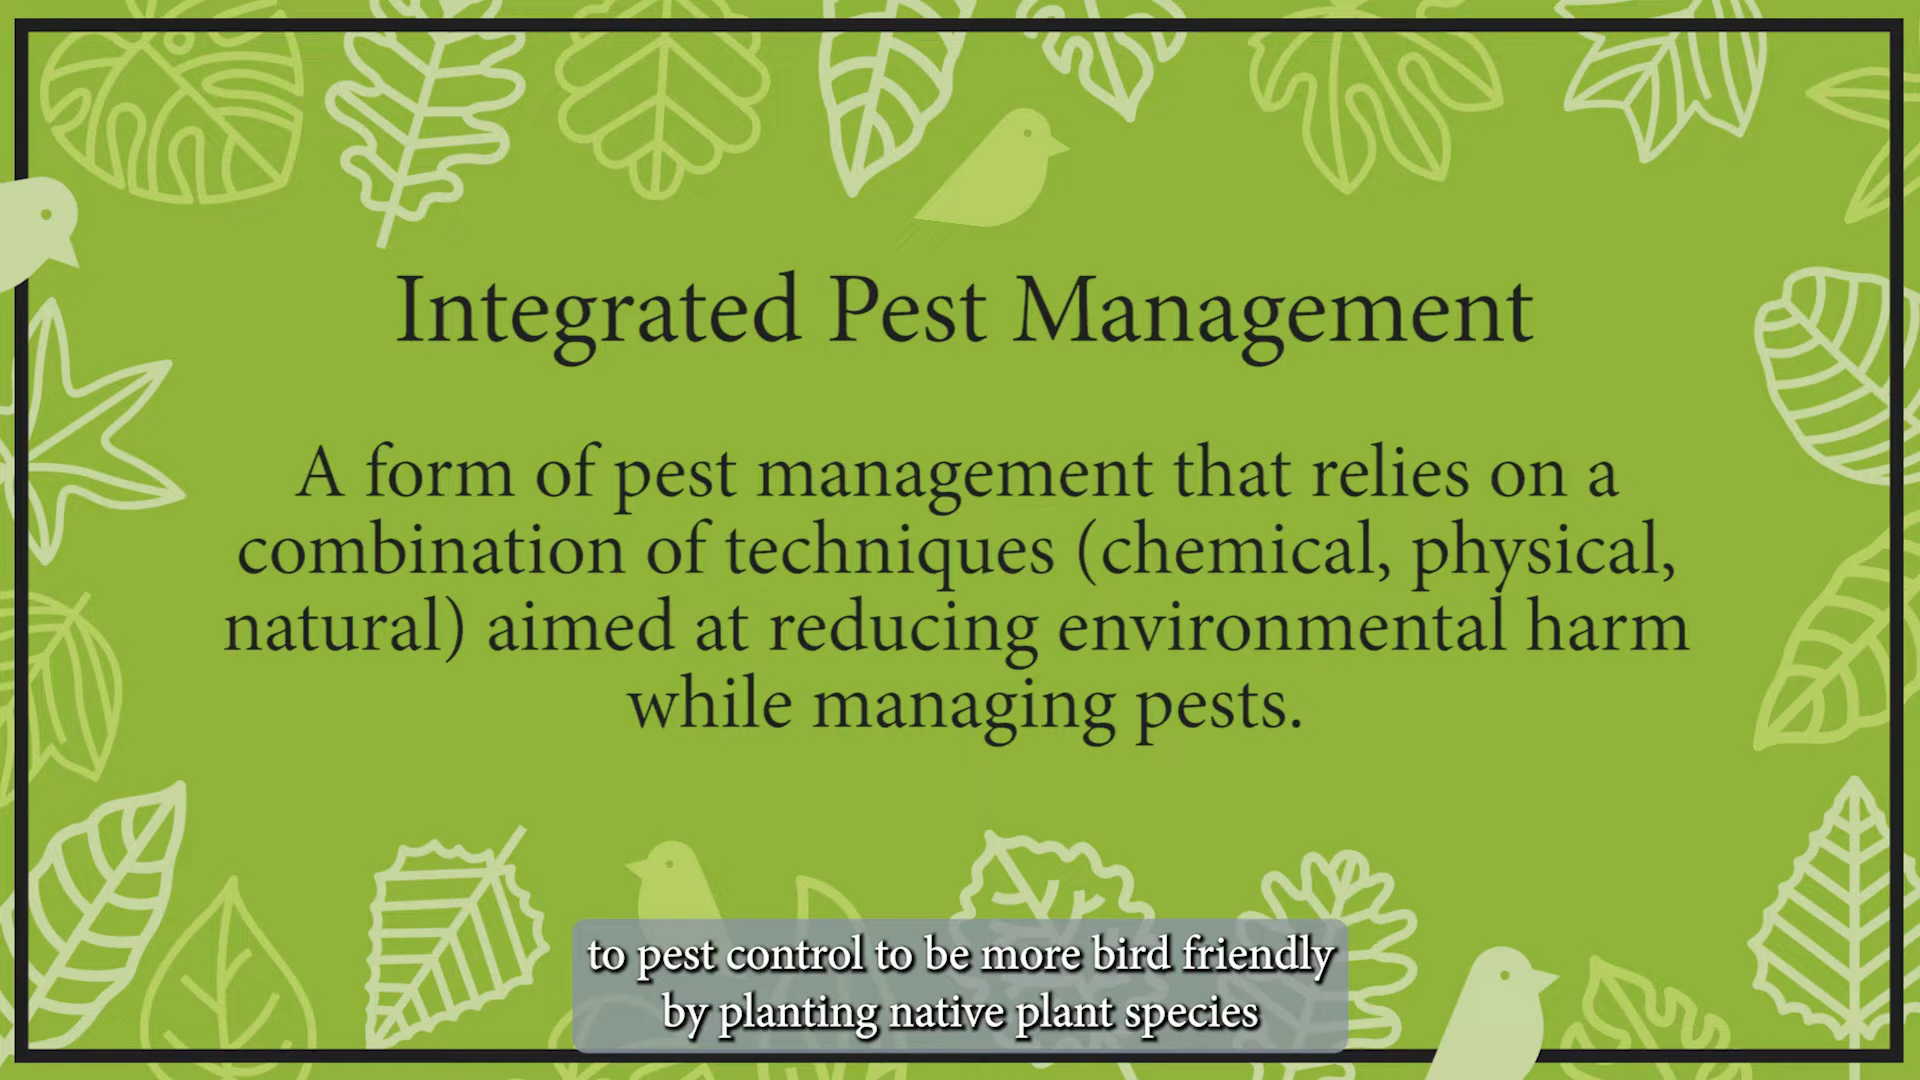 Integrated Pest Management
A form of pest management that relies on a
combination of techniques (chemical, physical,
natural) aimed at reducing environmental harm
while managing pests.
to pest control to be more bird friendly
by planting native plant species